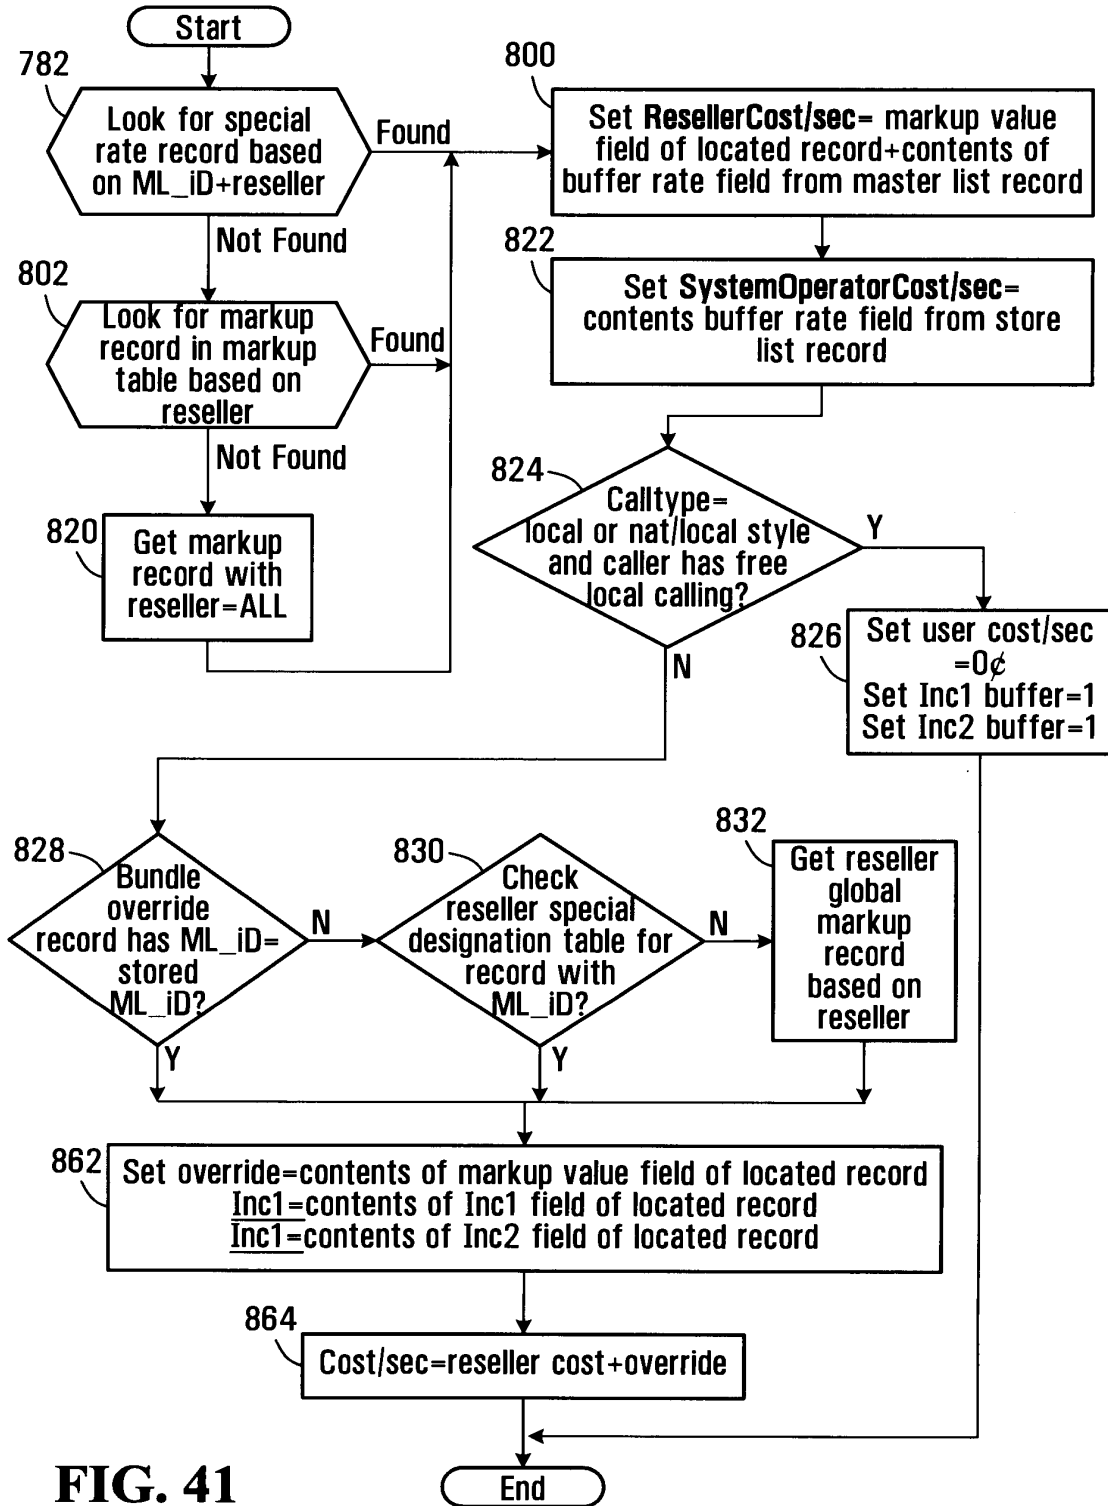 Start
782
Look for special
rate record based
on ML_iD+reseller
Found
Not Found
802
Look for markup
record in markup
table based on
reseller
Found
Not Found
820
Get markup
record with
reseller=ALL
800
Set ResellerCost/sec= markup value
field of located record+contents of
buffer rate field from master list record
822
Set SystemOperatorCost/sec=
contents buffer rate field from store
list record
824
Calltype=
local or nat/local style
and caller has free
local calling?
Y
N
826
Set user cost/sec
=0¢
Set Inc1 buffer=1
Set Inc2 buffer=1
828
Bundle
override
record has ML_iD=
stored
ML_iD?
N
Y
830
Check
reseller special
designation table for
record with
ML_iD?
N
Y
832
Get reseller
global
markup
record
based on
reseller
862
Set override=contents of markup value field of located record
Inc1=contents of Inc1 field of located record
Inc1=contents of Inc2 field of located record
864
Cost/sec=reseller cost+override
End
FIG. 41